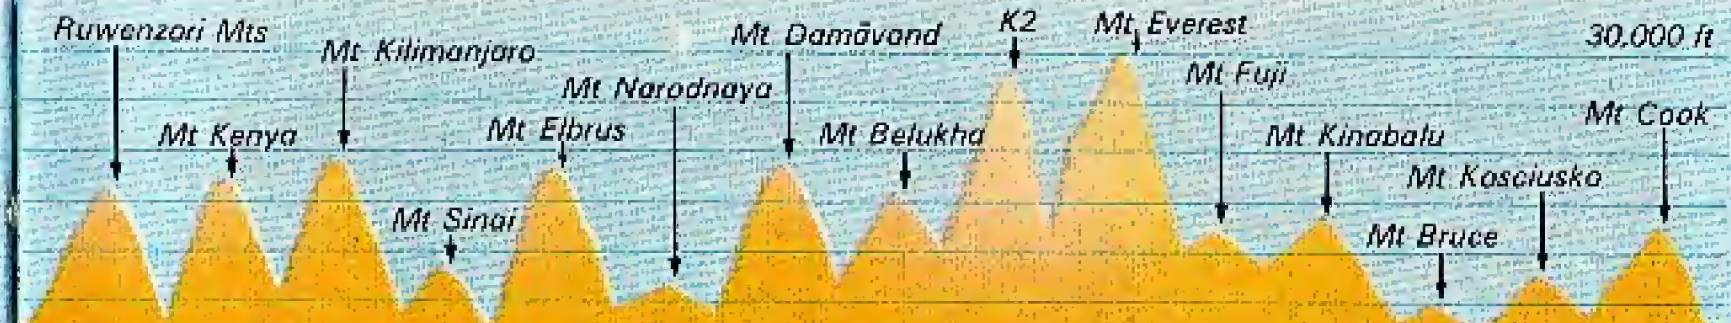 Ruwenzori Mts
Mt Kenya
Mt Kilimanjaro
Mt Sinai
Mt Elbrus
Mt Narodnaya
Mt Damāvand
Mt Belukha
K2
Mt Everest
Mt Fuji
Mt Kinabalu
Mt Bruce
Mt Kosciusko
Mt Cook
30,000 ft